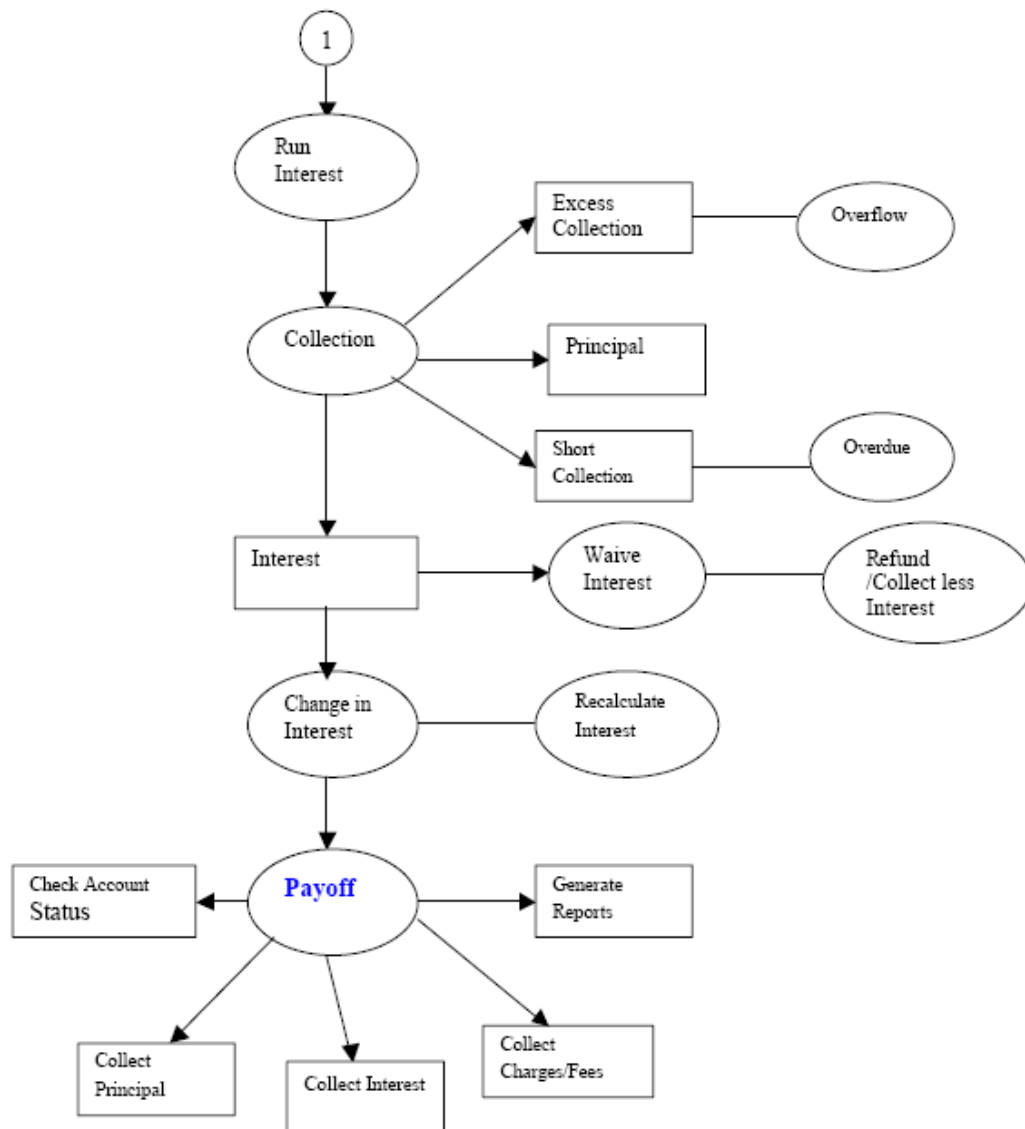 1
Run
Interest
Excess
Collection
Overflow
Collection
Principal
Short
Collection
Overdue
Interest
Waive
Interest
Refund
/Collect less
Interest
Change in
Interest
Recalculate
Interest
Check Account
Status
Payoff
Generate
Reports
Collect
Principal
Collect Interest
Collect
Charges/Fees